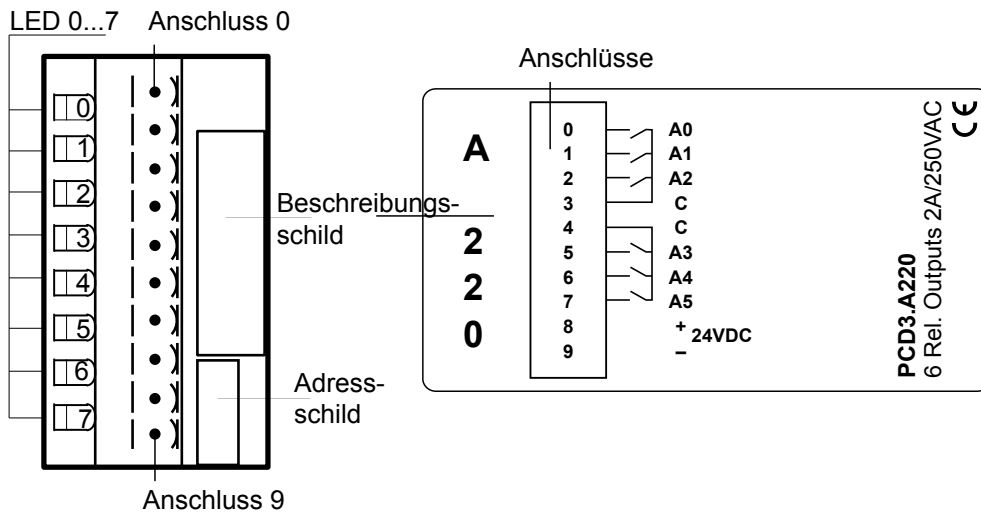 LED 0...7
Anschluss 0
0
1
2
3
4
5
6
7
Beschreibungs-
schild
Adress-
schild
Anschluss 9
Anschlüsse
A
2
2
0
0 A0
1 A1
2 A2
3 C
4 C
5 A3
6 A4
7 A5
8 + 24VDC
9 –
PCD3.A220
6 Rel. Outputs 2A/250VAC
CE